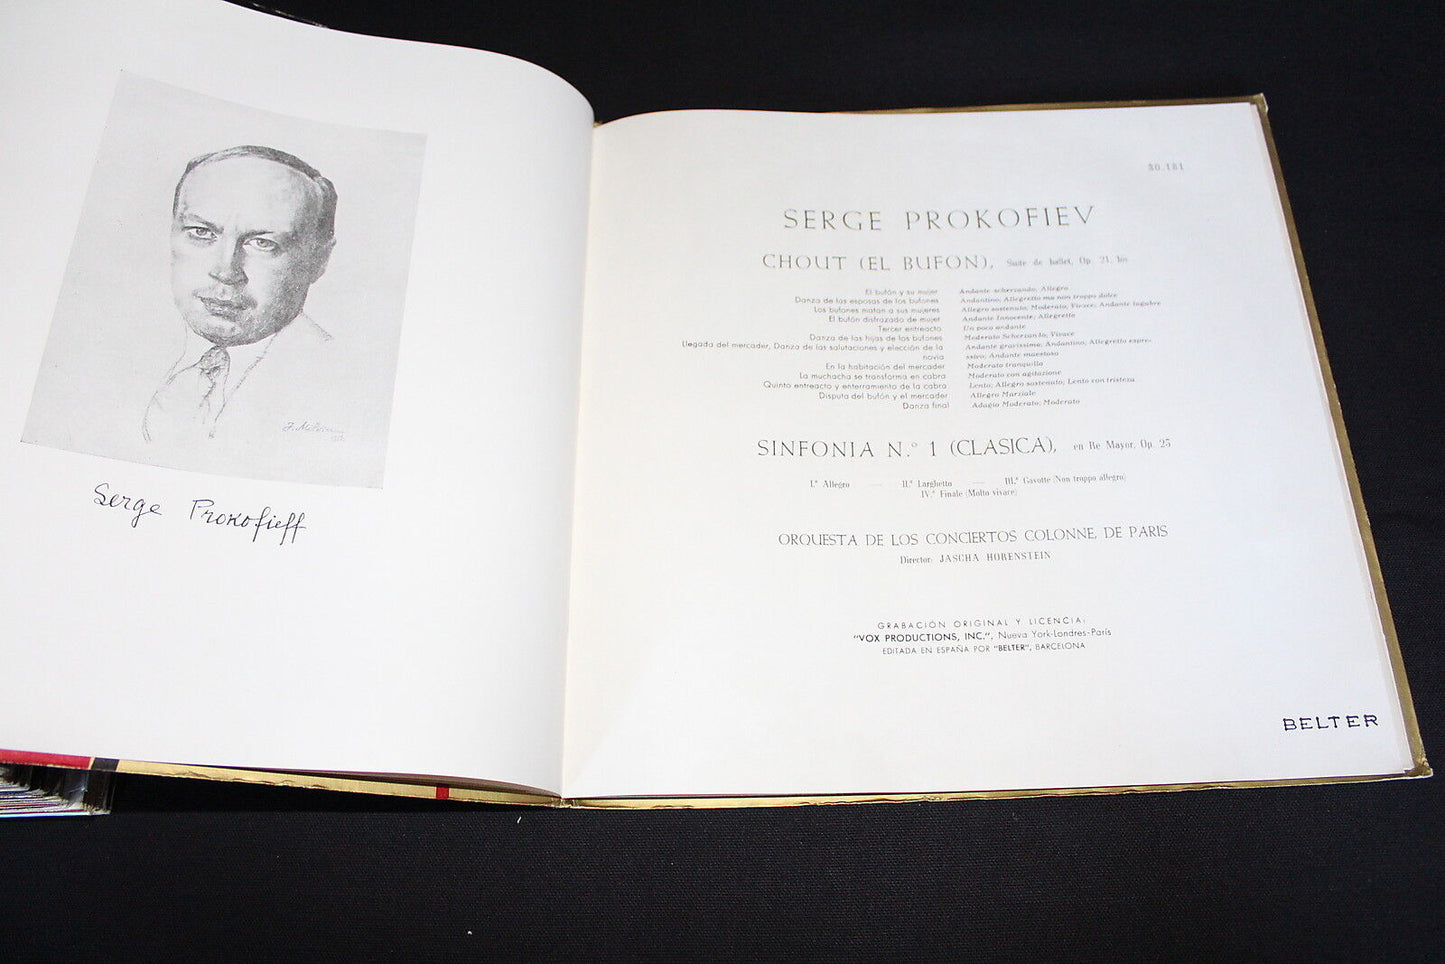 Serge Prokofieff
30.181
SERGE PROKOFIEV
CHOUT (EL BUFON), Suite de ballet, Op. 21, bis
El bufón y su mujer Andante scherzando; Allegro
Danza de las esposas de los bufones Andantino; Allegretto ma non troppo dolce
Los bufones matan a sus mujeres Allegro sostenuto; Moderato; Vivace; Andante lugubre
El bufón disfrazado de mujer Andante Innocente; Allegretto
Tercer entreacto Un poco andante
Danza de las hijas de los bufones Moderato Scherzando; Vivace
Llegada del mercader, Danza de las salutaciones y elección de la Andante gravissimo; Andantino; Allegretto expre-
novia ssivo; Andante maestoso
En la habitación del mercader Moderato tranquilla
La muchacha se transforma en cabra Moderato con agitazione
Quinto entreacto y enterramiento de la cabra Lento; Allegro sostenuto; Lento con tristeza
Disputa del bufón y el mercader Allegro Marziale
Danza final Adagio Moderato; Moderato
SINFONIA N.º 1 (CLASICA), en Re Mayor, Op. 25
I.º Allegro — II.º Larghetto — III.º Gavotte (Non troppo allegro)
IV.º Finale (Molto vivace)
ORQUESTA DE LOS CONCIERTOS COLONNE, DE PARIS
Director: JASCHA HORENSTEIN
GRABACIÓN ORIGINAL Y LICENCIA:
"VOX PRODUCTIONS, INC.", Nueva York-Londres-París
EDITADA EN ESPAÑA POR "BELTER", BARCELONA
BELTER